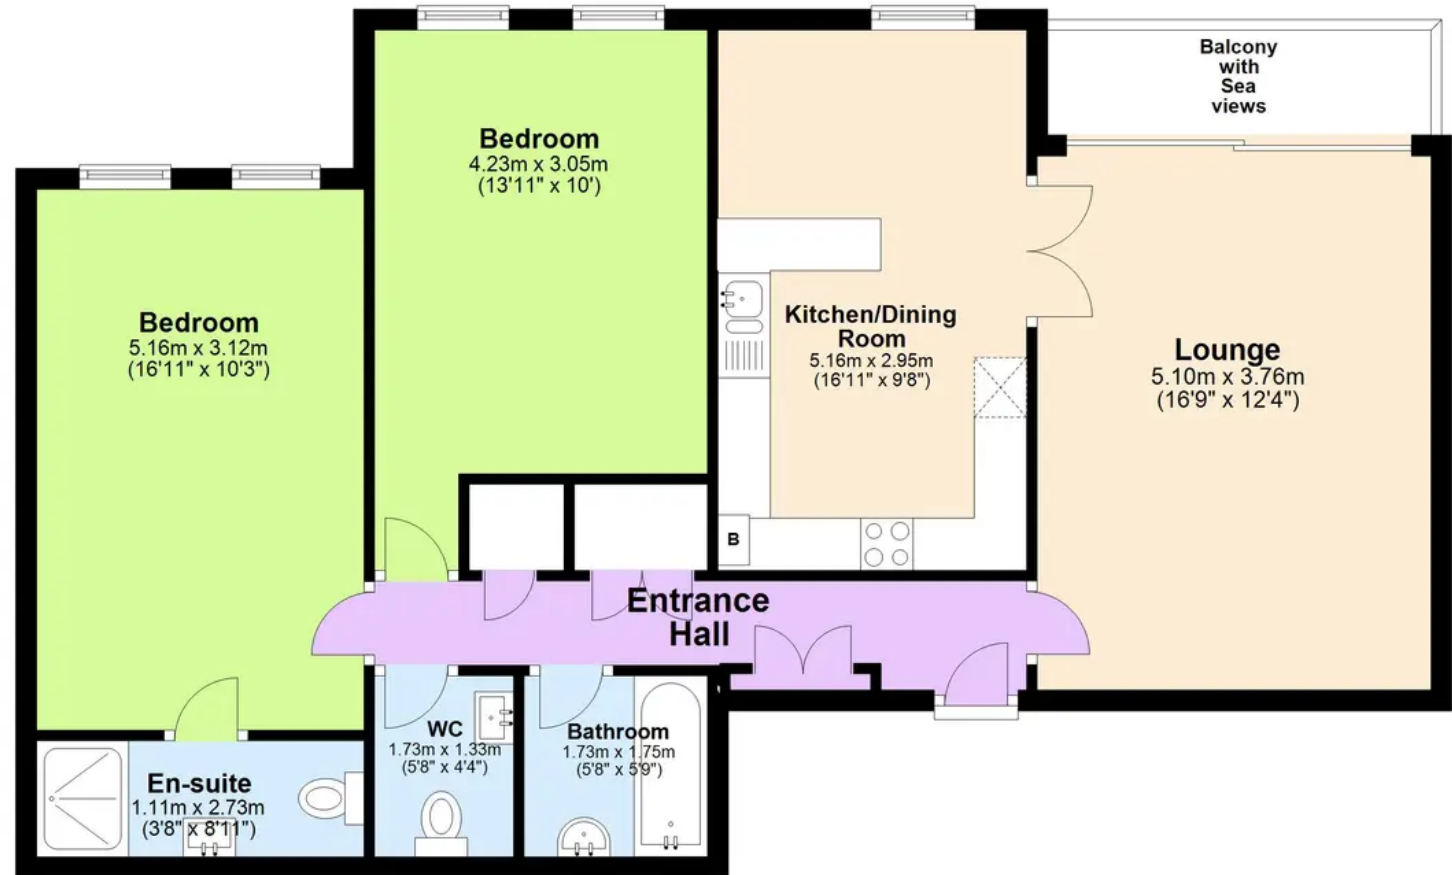 Balcony
with
Sea
views
Bedroom
4.23m x 3.05m
(13'11" x 10')
Bedroom
5.16m x 3.12m
(16'11" x 10'3")
Kitchen/Dining
Room
5.16m x 2.95m
(16'11" x 9'8")
Lounge
5.10m x 3.76m
(16'9" x 12'4")
B
Entrance
Hall
WC
1.73m x 1.33m
(5'8" x 4'4")
Bathroom
1.73m x 1.75m
(5'8" x 5'9")
En-suite
1.11m x 2.73m
(3'8" x 8'11")